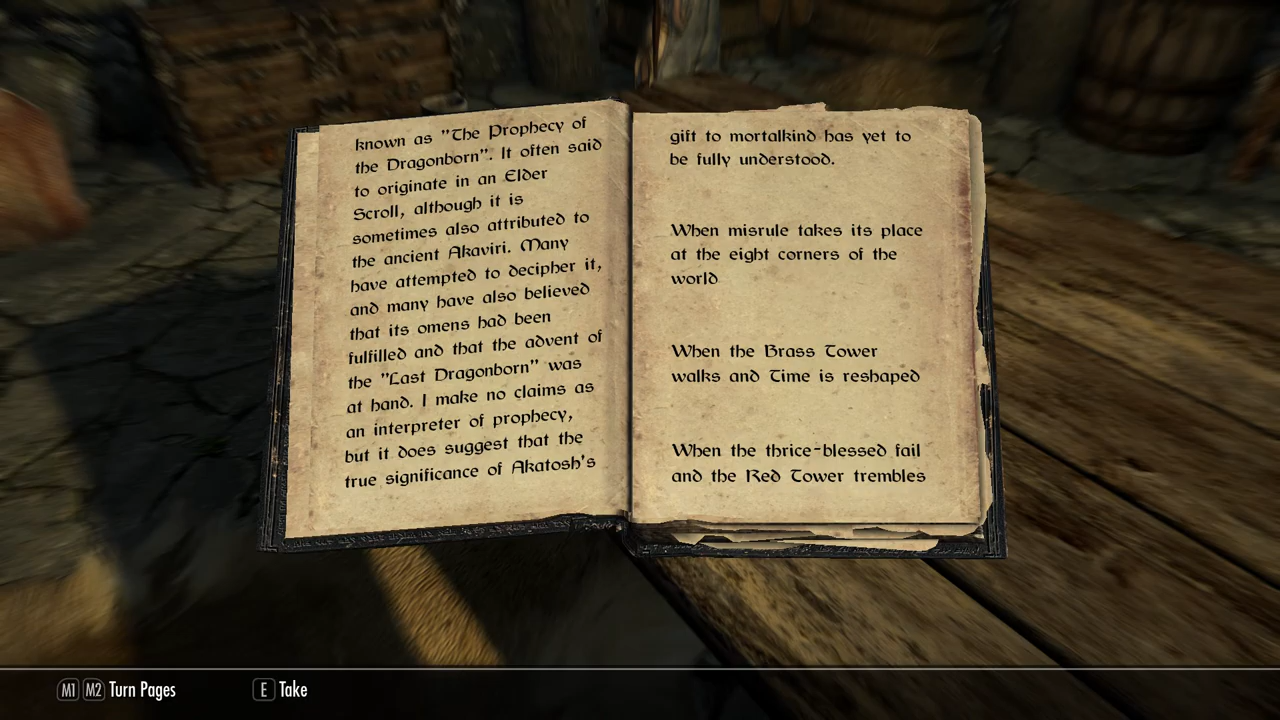 known as "The Prophecy of
the Dragonborn". It often said
to originate in an Elder
Scroll, although it is
sometimes also attributed to
the ancient Akaviri. Many
have attempted to decipher it,
and many have also believed
that its omens had been
fulfilled and that the advent of
the "Last Dragonborn" was
at hand. I make no claims as
an interpreter of prophecy,
but it does suggest that the
true significance of Akatosh's
gift to mortalkind has yet to
be fully understood.
When misrule takes its place
at the eight corners of the
world
When the Brass Tower
walks and Time is reshaped
When the thrice-blessed fail
and the Red Tower trembles
M1 M2 Turn Pages
E Take